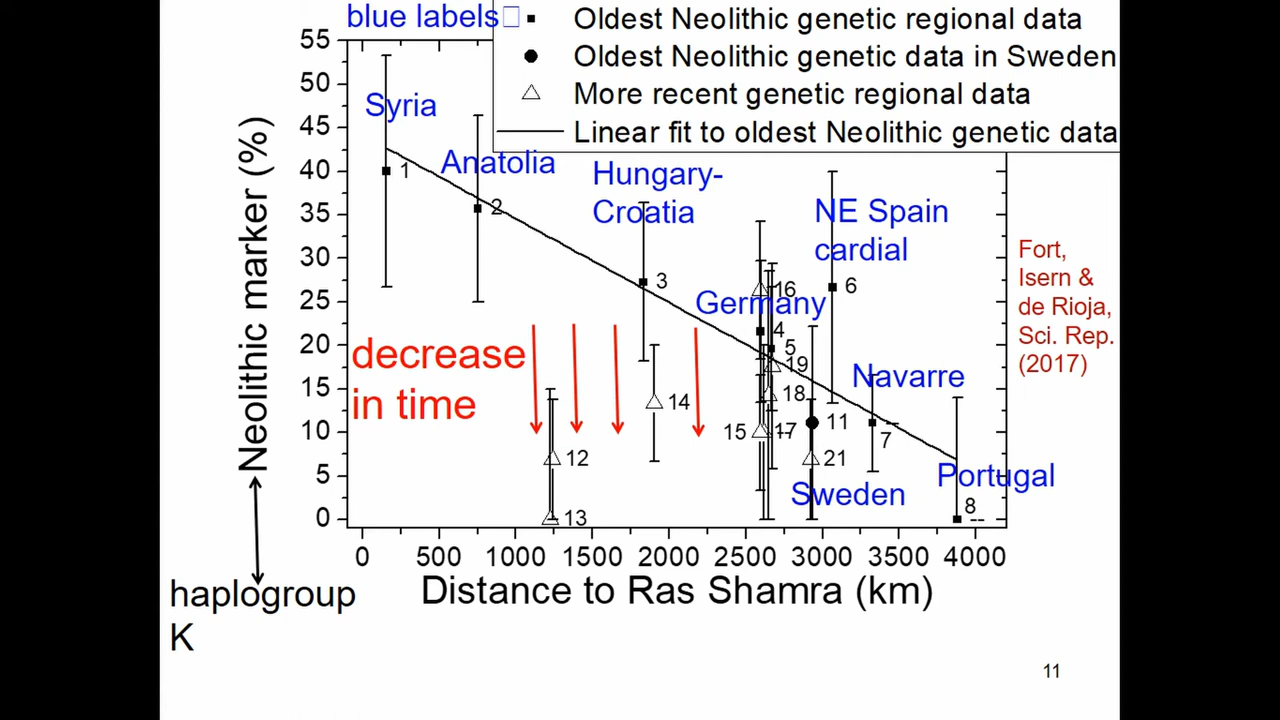 blue labels
Oldest Neolithic genetic regional data
Oldest Neolithic genetic data in Sweden
More recent genetic regional data
Linear fit to oldest Neolithic genetic data
55
50
45
40
35
30
25
20
15
10
5
0
Neolithic marker (%)
Syria
Anatolia
Hungary-
Croatia
NE Spain
cardial
Germany
Navarre
Portugal
Sweden
1
2
3
16
4
5
19
18
6
14
15
17
11
7
12
21
13
8
--
decrease
in time
Fort,
Isern &
de Rioja,
Sci. Rep.
(2017)
0 500 1000 1500 2000 2500 3000 3500 4000
Distance to Ras Shamra (km)
haplogroup
K
11